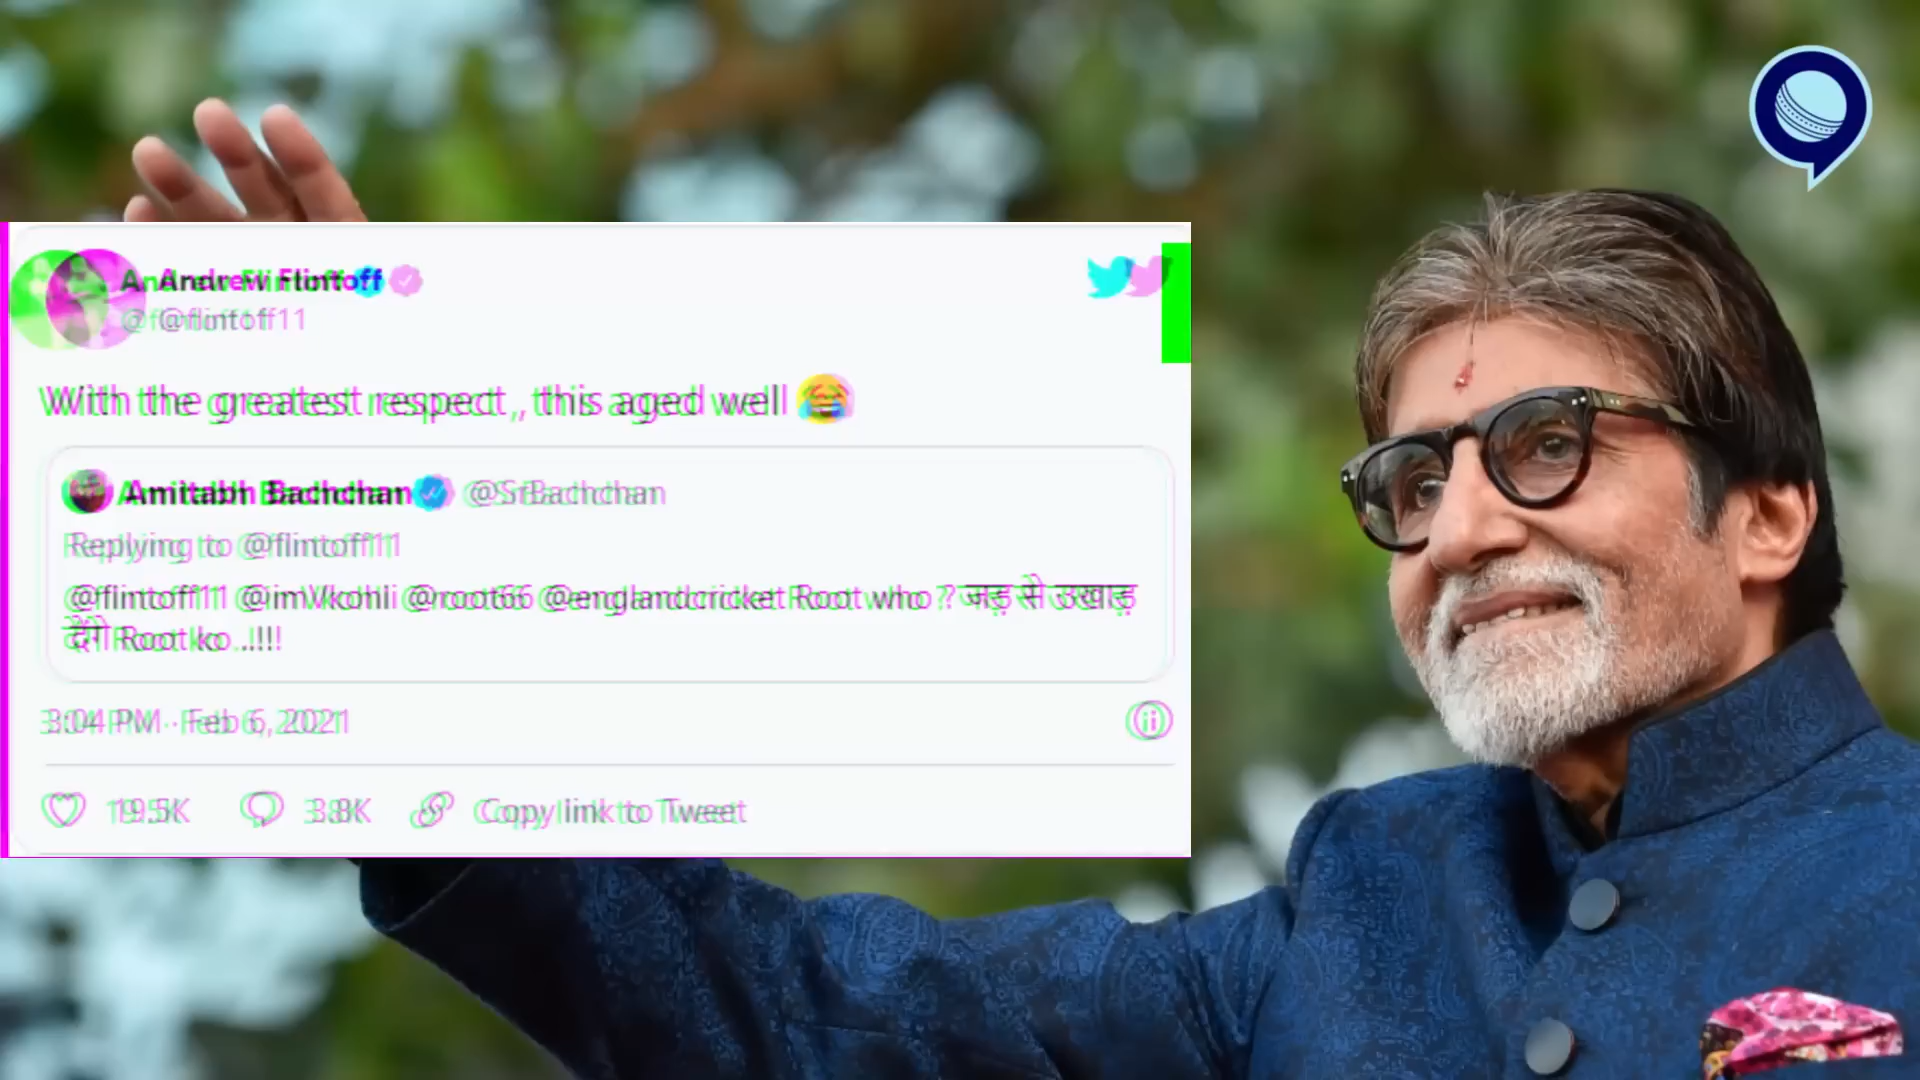 Andrew Flintoff
@flintoff11
With the greatest respect , this aged well 😂
Amitabh Bachchan @SrBachchan
Replying to @flintoff11
@flintoff11 @imVkohli @root66 @englandcricket Root who ? जड़ से उखाड़
देंगे Root ko ..!!!
3:04 PM · Feb 6, 2021
19.5K 3.8K Copy link to Tweet